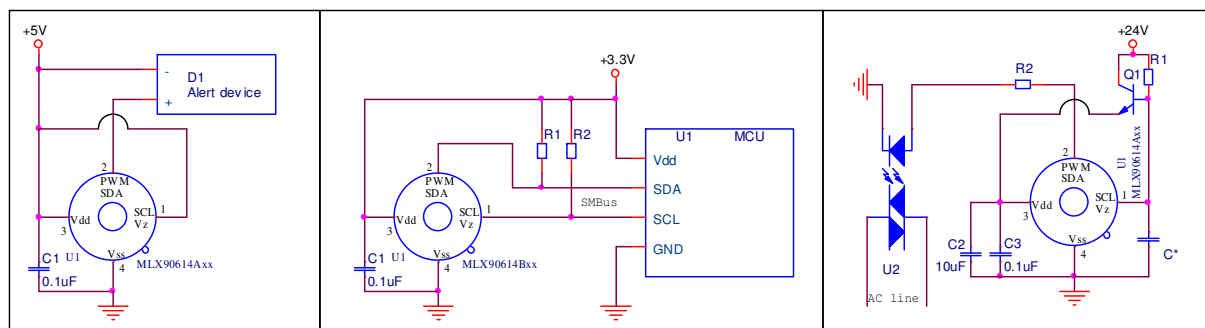 +5V
-
D1
Alert device
+
2
PWM
SDA
SCL
1
Vz
Vdd
3
Vss
4
C1
U1
0.1uF
MLX90614Axx
+3.3V
R1
R2
U1
MCU
Vdd
SDA
SMBus
SCL
GND
2
PWM
SDA
SCL
1
Vz
Vdd
3
Vss
4
C1
U1
0.1uF
MLX90614Bxx
+24V
R1
Q1
R2
U1
MLX90614Axx
2
PWM
SDA
SCL
1
Vz
Vdd
3
Vss
4
C2
10uF
C3
0.1uF
C*
U2
AC line